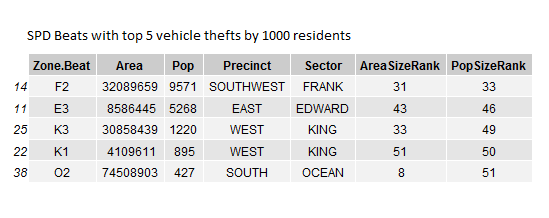 SPD Beats with top 5 vehicle thefts by 1000 residents
Zone.Beat Area Pop Precinct Sector AreaSizeRank PopSizeRank
14 F2 32089659 9571 SOUTHWEST FRANK 31 33
11 E3 8586445 5268 EAST EDWARD 43 46
25 K3 30858439 1220 WEST KING 33 49
22 K1 4109611 895 WEST KING 51 50
38 O2 74508903 427 SOUTH OCEAN 8 51